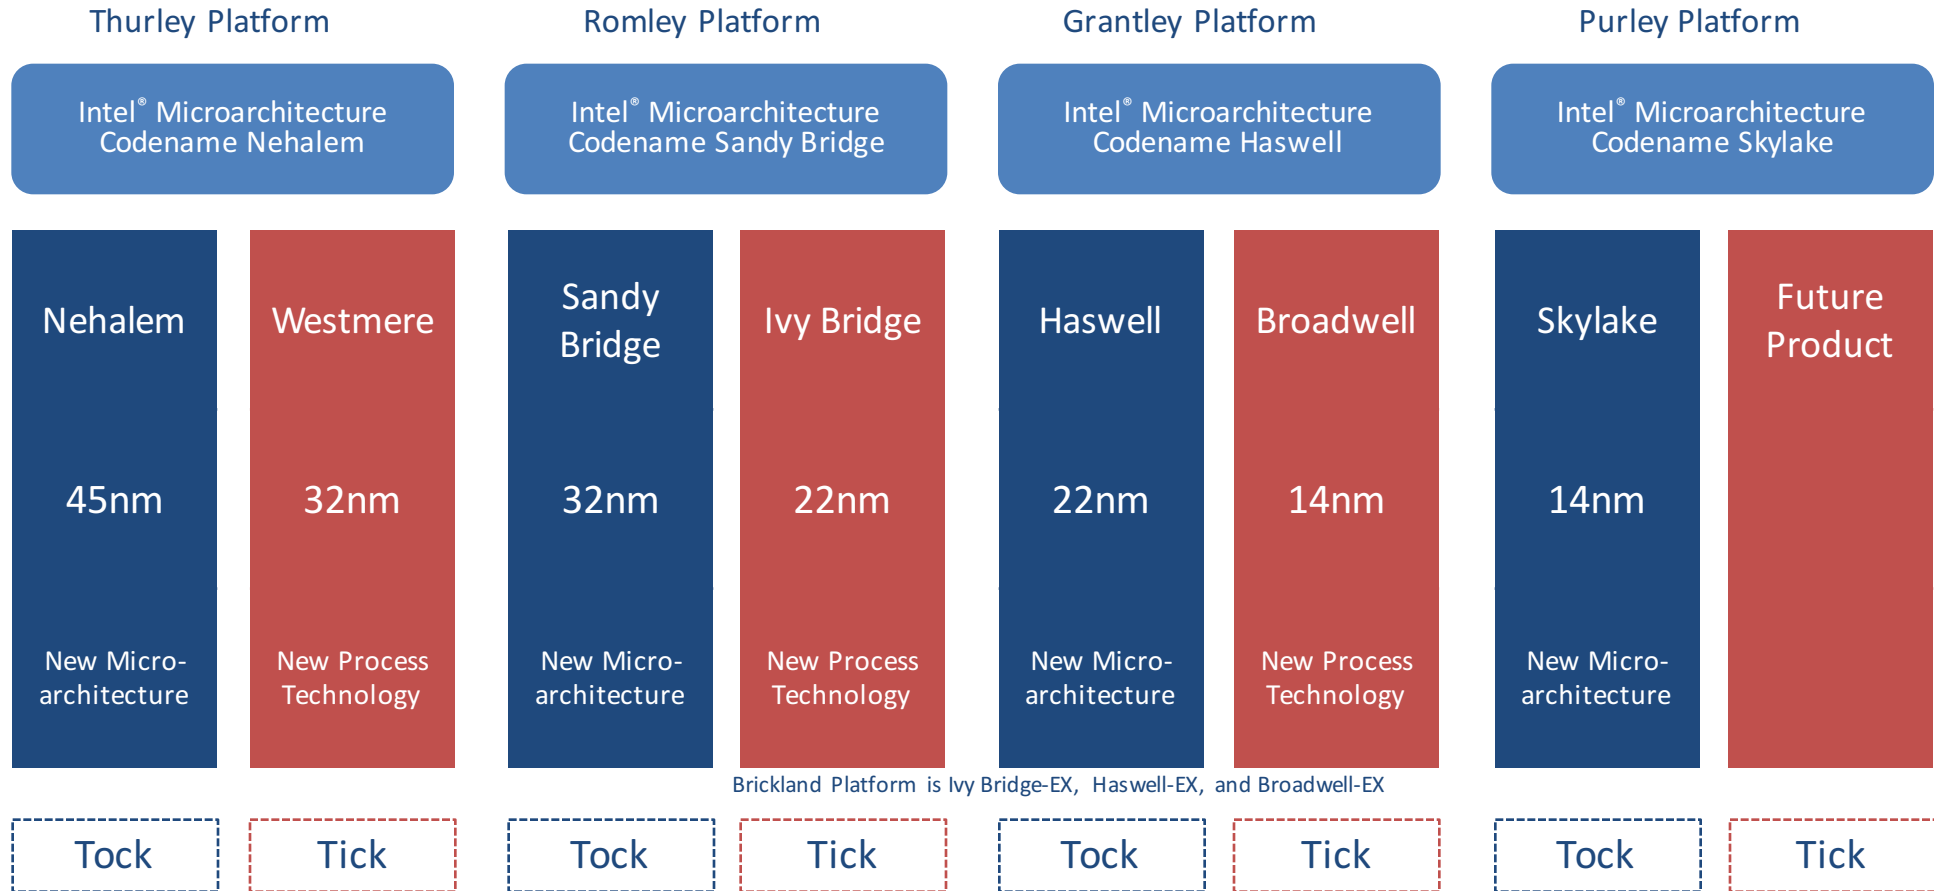 Thurley Platform
Romley Platform
Grantley Platform
Purley Platform
Intel® Microarchitecture
Codename Nehalem
Intel® Microarchitecture
Codename Sandy Bridge
Intel® Microarchitecture
Codename Haswell
Intel® Microarchitecture
Codename Skylake
Nehalem
Westmere
Sandy
Bridge
Ivy Bridge
Haswell
Broadwell
Skylake
Future
Product
45nm
32nm
32nm
22nm
22nm
14nm
14nm
New Micro-
architecture
New Process
Technology
New Micro-
architecture
New Process
Technology
New Micro-
architecture
New Process
Technology
New Micro-
architecture
Brickland Platform is Ivy Bridge-EX, Haswell-EX, and Broadwell-EX
Tock
Tick
Tock
Tick
Tock
Tick
Tock
Tick